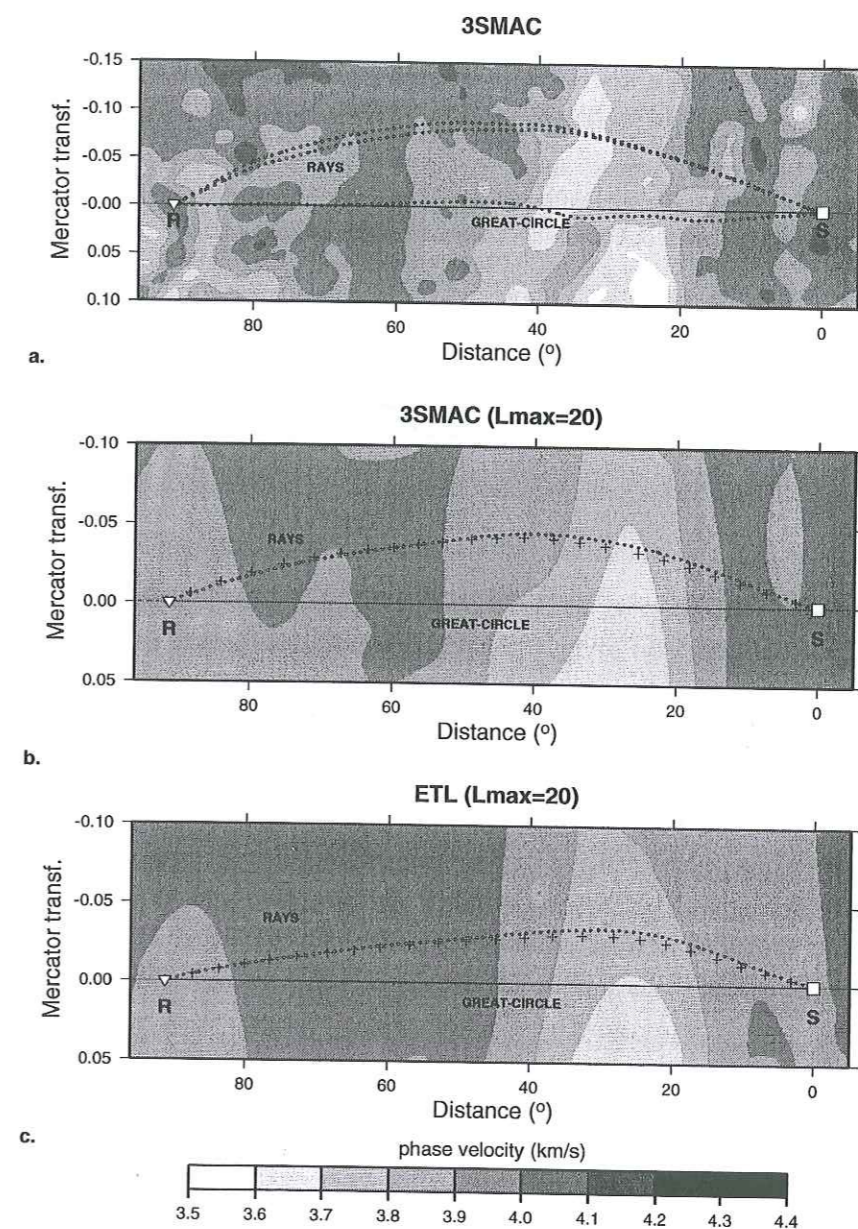 3SMAC
-0.15
-0.10
-0.05
-0.00
0.05
0.10
Mercator transf.
RAYS
GREAT-CIRCLE
R
S
80
60
40
20
0
Distance (º)
a.
3SMAC (Lmax=20)
-0.10
-0.05
0.00
0.05
Mercator transf.
RAYS
GREAT-CIRCLE
R
S
80
60
40
20
0
Distance (º)
b.
ETL (Lmax=20)
-0.10
-0.05
0.00
0.05
Mercator transf.
RAYS
GREAT-CIRCLE
R
S
80
60
40
20
0
Distance (º)
c.
phase velocity (km/s)
3.5 3.6 3.7 3.8 3.9 4.0 4.1 4.2 4.3 4.4